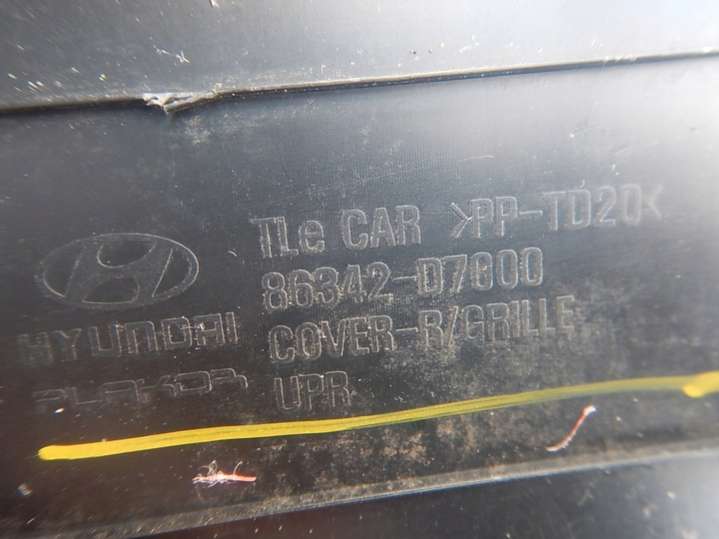 TLe CAR >PP-TD20<
86342-D7000
HYUNDAI
COVER-R/GRILLE
PLAKOR
UPR